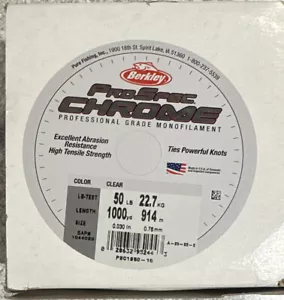 Pure Fishing, Inc., 1900 18th St. Spirit Lake, IA 51360 | 1-800-237-5539
Berkley
ProSpec
CHROME
PROFESSIONAL GRADE MONOFILAMENT
Excellent Abrasion
Resistance
High Tensile Strength
Ties Powerful Knots
COLOR CLEAR
LB-TEST 50 LB 22.7 KG
LENGTH 1000 yd 914 m
SIZE 0.030 in 0.76 mm
SAP#